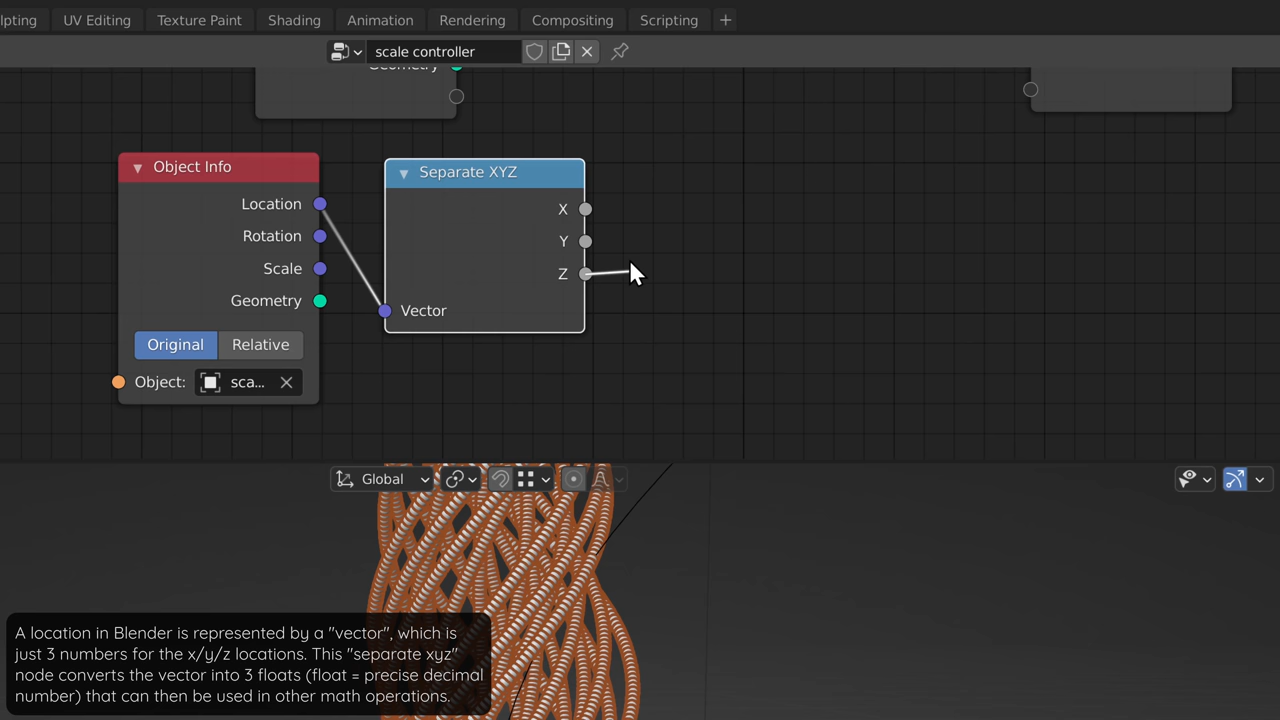 lpting UV Editing Texture Paint Shading Animation Rendering Compositing Scripting +
scale controller
Geometry
Object Info
Location
Rotation
Scale
Geometry
Original Relative
Object: sca...
Separate XYZ
X
Y
Z
Vector
Global
A location in Blender is represented by a "vector", which is
just 3 numbers for the x/y/z locations. This "separate xyz"
node converts the vector into 3 floats (float = precise decimal
number) that can then be used in other math operations.